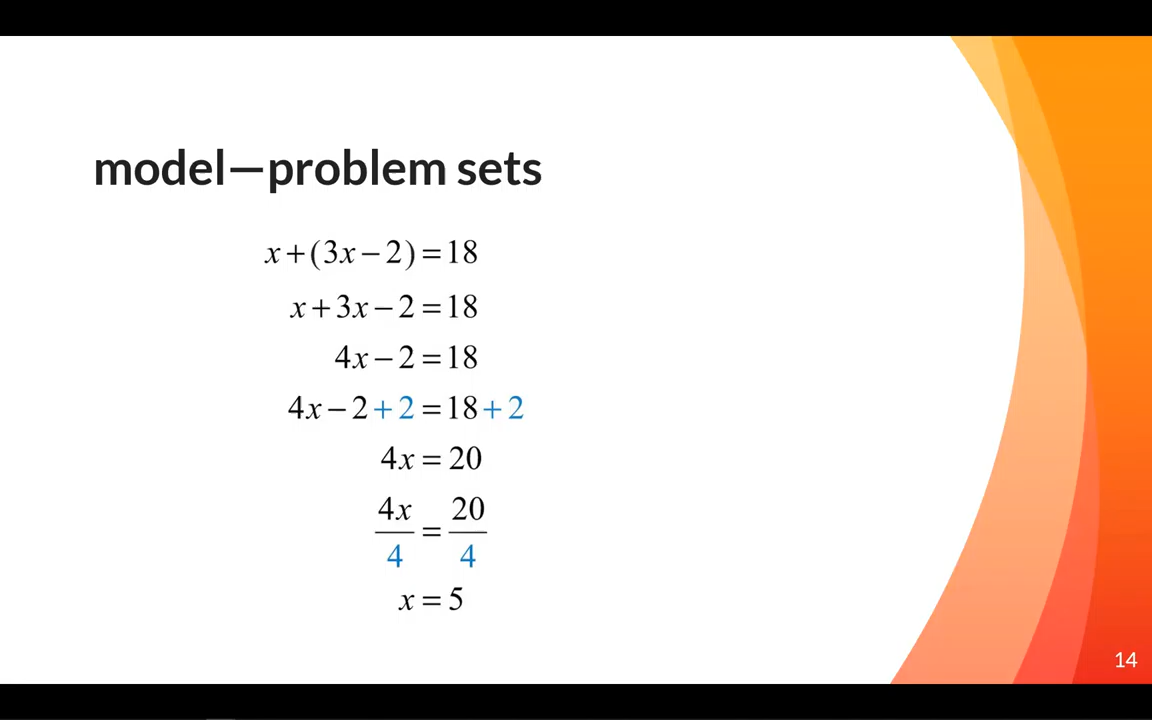 model—problem sets
x+(3x−2)=18
x+3x−2=18
4x−2=18
4x−2+2=18+2
4x=20
4x/4=20/4
x=5
14